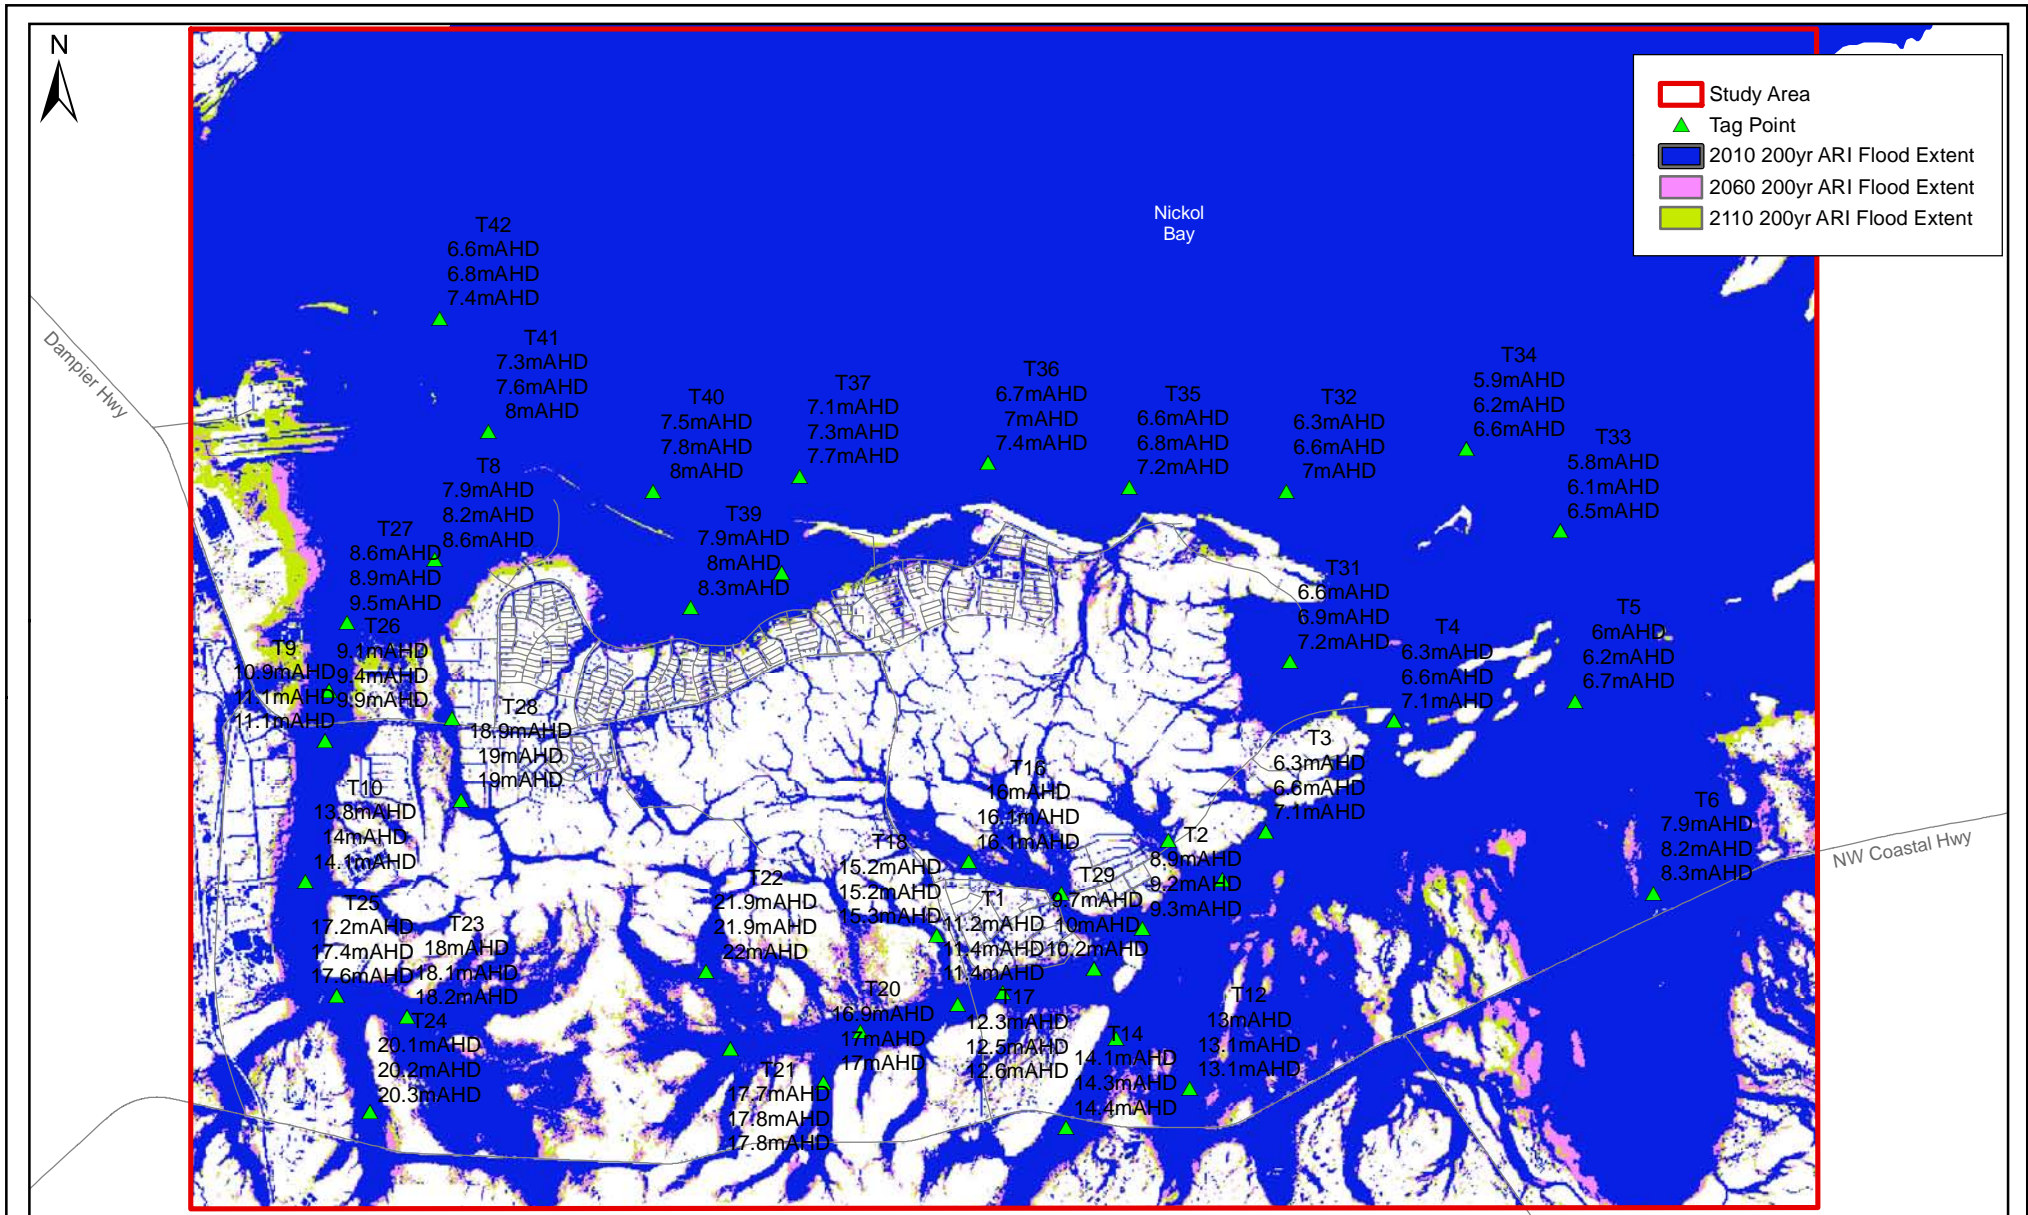 N
Study Area
Tag Point
2010 200yr ARI Flood Extent
2060 200yr ARI Flood Extent
2110 200yr ARI Flood Extent
Nickol
Bay
Dampier Hwy
NW Coastal Hwy
T42
6.6mAHD
6.8mAHD
7.4mAHD
T41
7.3mAHD
7.6mAHD
8mAHD
T40
7.5mAHD
7.8mAHD
8mAHD
T37
7.1mAHD
7.3mAHD
7.7mAHD
T36
6.7mAHD
7mAHD
7.4mAHD
T35
6.6mAHD
6.8mAHD
7.2mAHD
T32
6.3mAHD
6.6mAHD
7mAHD
T34
5.9mAHD
6.2mAHD
6.6mAHD
T33
5.8mAHD
6.1mAHD
6.5mAHD
T8
7.9mAHD
8.2mAHD
8.6mAHD
T27
8.6mAHD
8.9mAHD
9.5mAHD
T39
7.9mAHD
8mAHD
8.3mAHD
T31
6.6mAHD
6.9mAHD
7.2mAHD
T4
6.3mAHD
6.6mAHD
7.1mAHD
T5
6mAHD
6.2mAHD
6.7mAHD
T26
9.1mAHD
9.4mAHD
9.9mAHD
T9
10.9mAHD
11.1mAHD
11.1mAHD
T28
18.9mAHD
19mAHD
19mAHD
T3
6.3mAHD
6.6mAHD
7.1mAHD
T16
16mAHD
16.1mAHD
16.1mAHD
T10
13.8mAHD
14mAHD
14.1mAHD
T6
7.9mAHD
8.2mAHD
8.3mAHD
T2
8.9mAHD
9.2mAHD
9.3mAHD
T18
15.2mAHD
15.2mAHD
15.3mAHD
T22
21.9mAHD
21.9mAHD
22mAHD
T29
9.7mAHD
10mAHD
10.2mAHD
T1
11.2mAHD
11.4mAHD
11.4mAHD
T25
17.2mAHD
17.4mAHD
17.6mAHD
T23
18mAHD
18.1mAHD
18.2mAHD
T24
20.1mAHD
20.2mAHD
20.3mAHD
T20
16.9mAHD
17mAHD
17mAHD
T17
12.3mAHD
12.5mAHD
12.6mAHD
T12
13mAHD
13.1mAHD
13.1mAHD
T14
14.1mAHD
14.3mAHD
14.4mAHD
T21
17.7mAHD
17.8mAHD
17.8mAHD